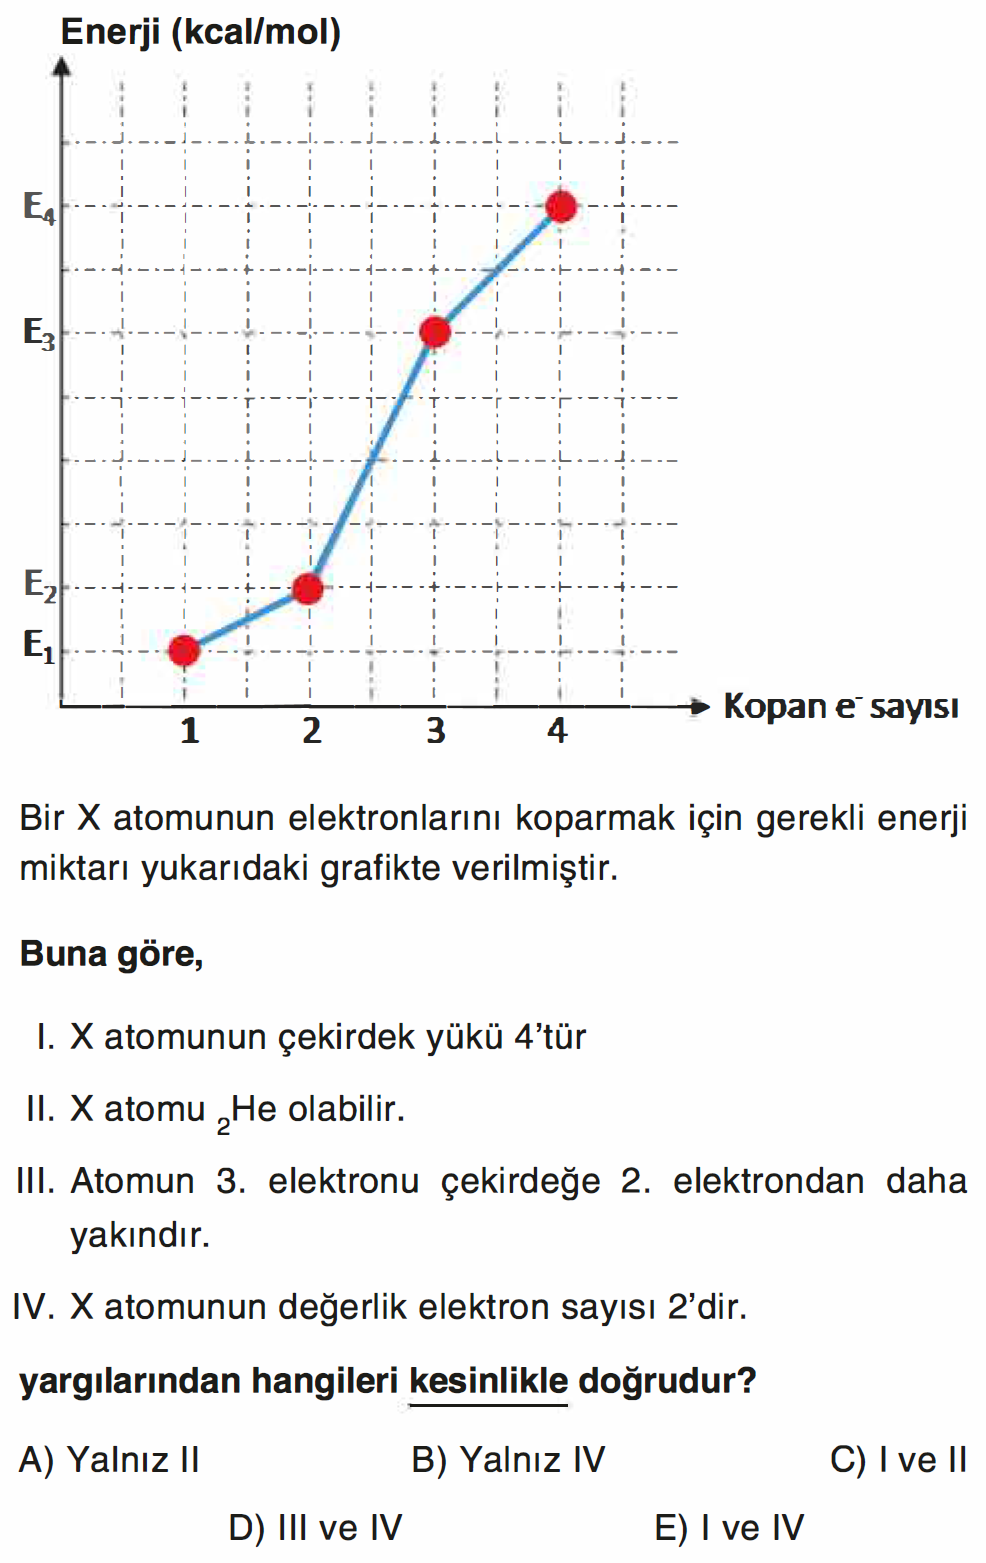 Enerji (kcal/mol)
E₄
E₃
E₂
E₁
1 2 3 4
Kopan e⁻ sayısı
Bir X atomunun elektronlarını koparmak için gerekli enerji
miktarı yukarıdaki grafikte verilmiştir.
Buna göre,
I. X atomunun çekirdek yükü 4’tür
II. X atomu ₂He olabilir.
III. Atomun 3. elektronu çekirdeğe 2. elektrondan daha
yakındır.
IV. X atomunun değerlik elektron sayısı 2’dir.
yargılarından hangileri kesinlikle doğrudur?
A) Yalnız II B) Yalnız IV C) I ve II
D) III ve IV E) I ve IV